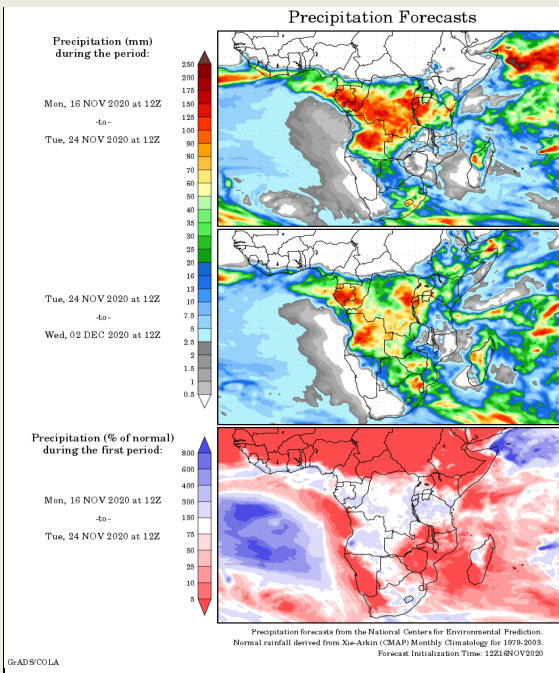 Precipitation Forecasts
Precipitation (mm)
during the period:
Mon, 16 NOV 2020 at 12Z
-to-
Tue, 24 NOV 2020 at 12Z
250
200
175
150
125
100
90
80
70
60
50
40
35
30
25
20
16
13
10
7.5
5
2.5
2
1.5
1
0.5
Tue, 24 NOV 2020 at 12Z
-to-
Wed, 02 DEC 2020 at 12Z
Precipitation (% of normal)
during the first period:
Mon, 16 NOV 2020 at 12Z
-to-
Tue, 24 NOV 2020 at 12Z
800
600
400
300
150
75
50
25
10
5
Precipitation forecasts from the National Centers for Environmental Prediction.
Normal rainfall derived from Xie-Arkin (CMAP) Monthly Climatology for 1979-2003.
Forecast Initialization Time: 12Z16NOV2020
GrADS/COLA